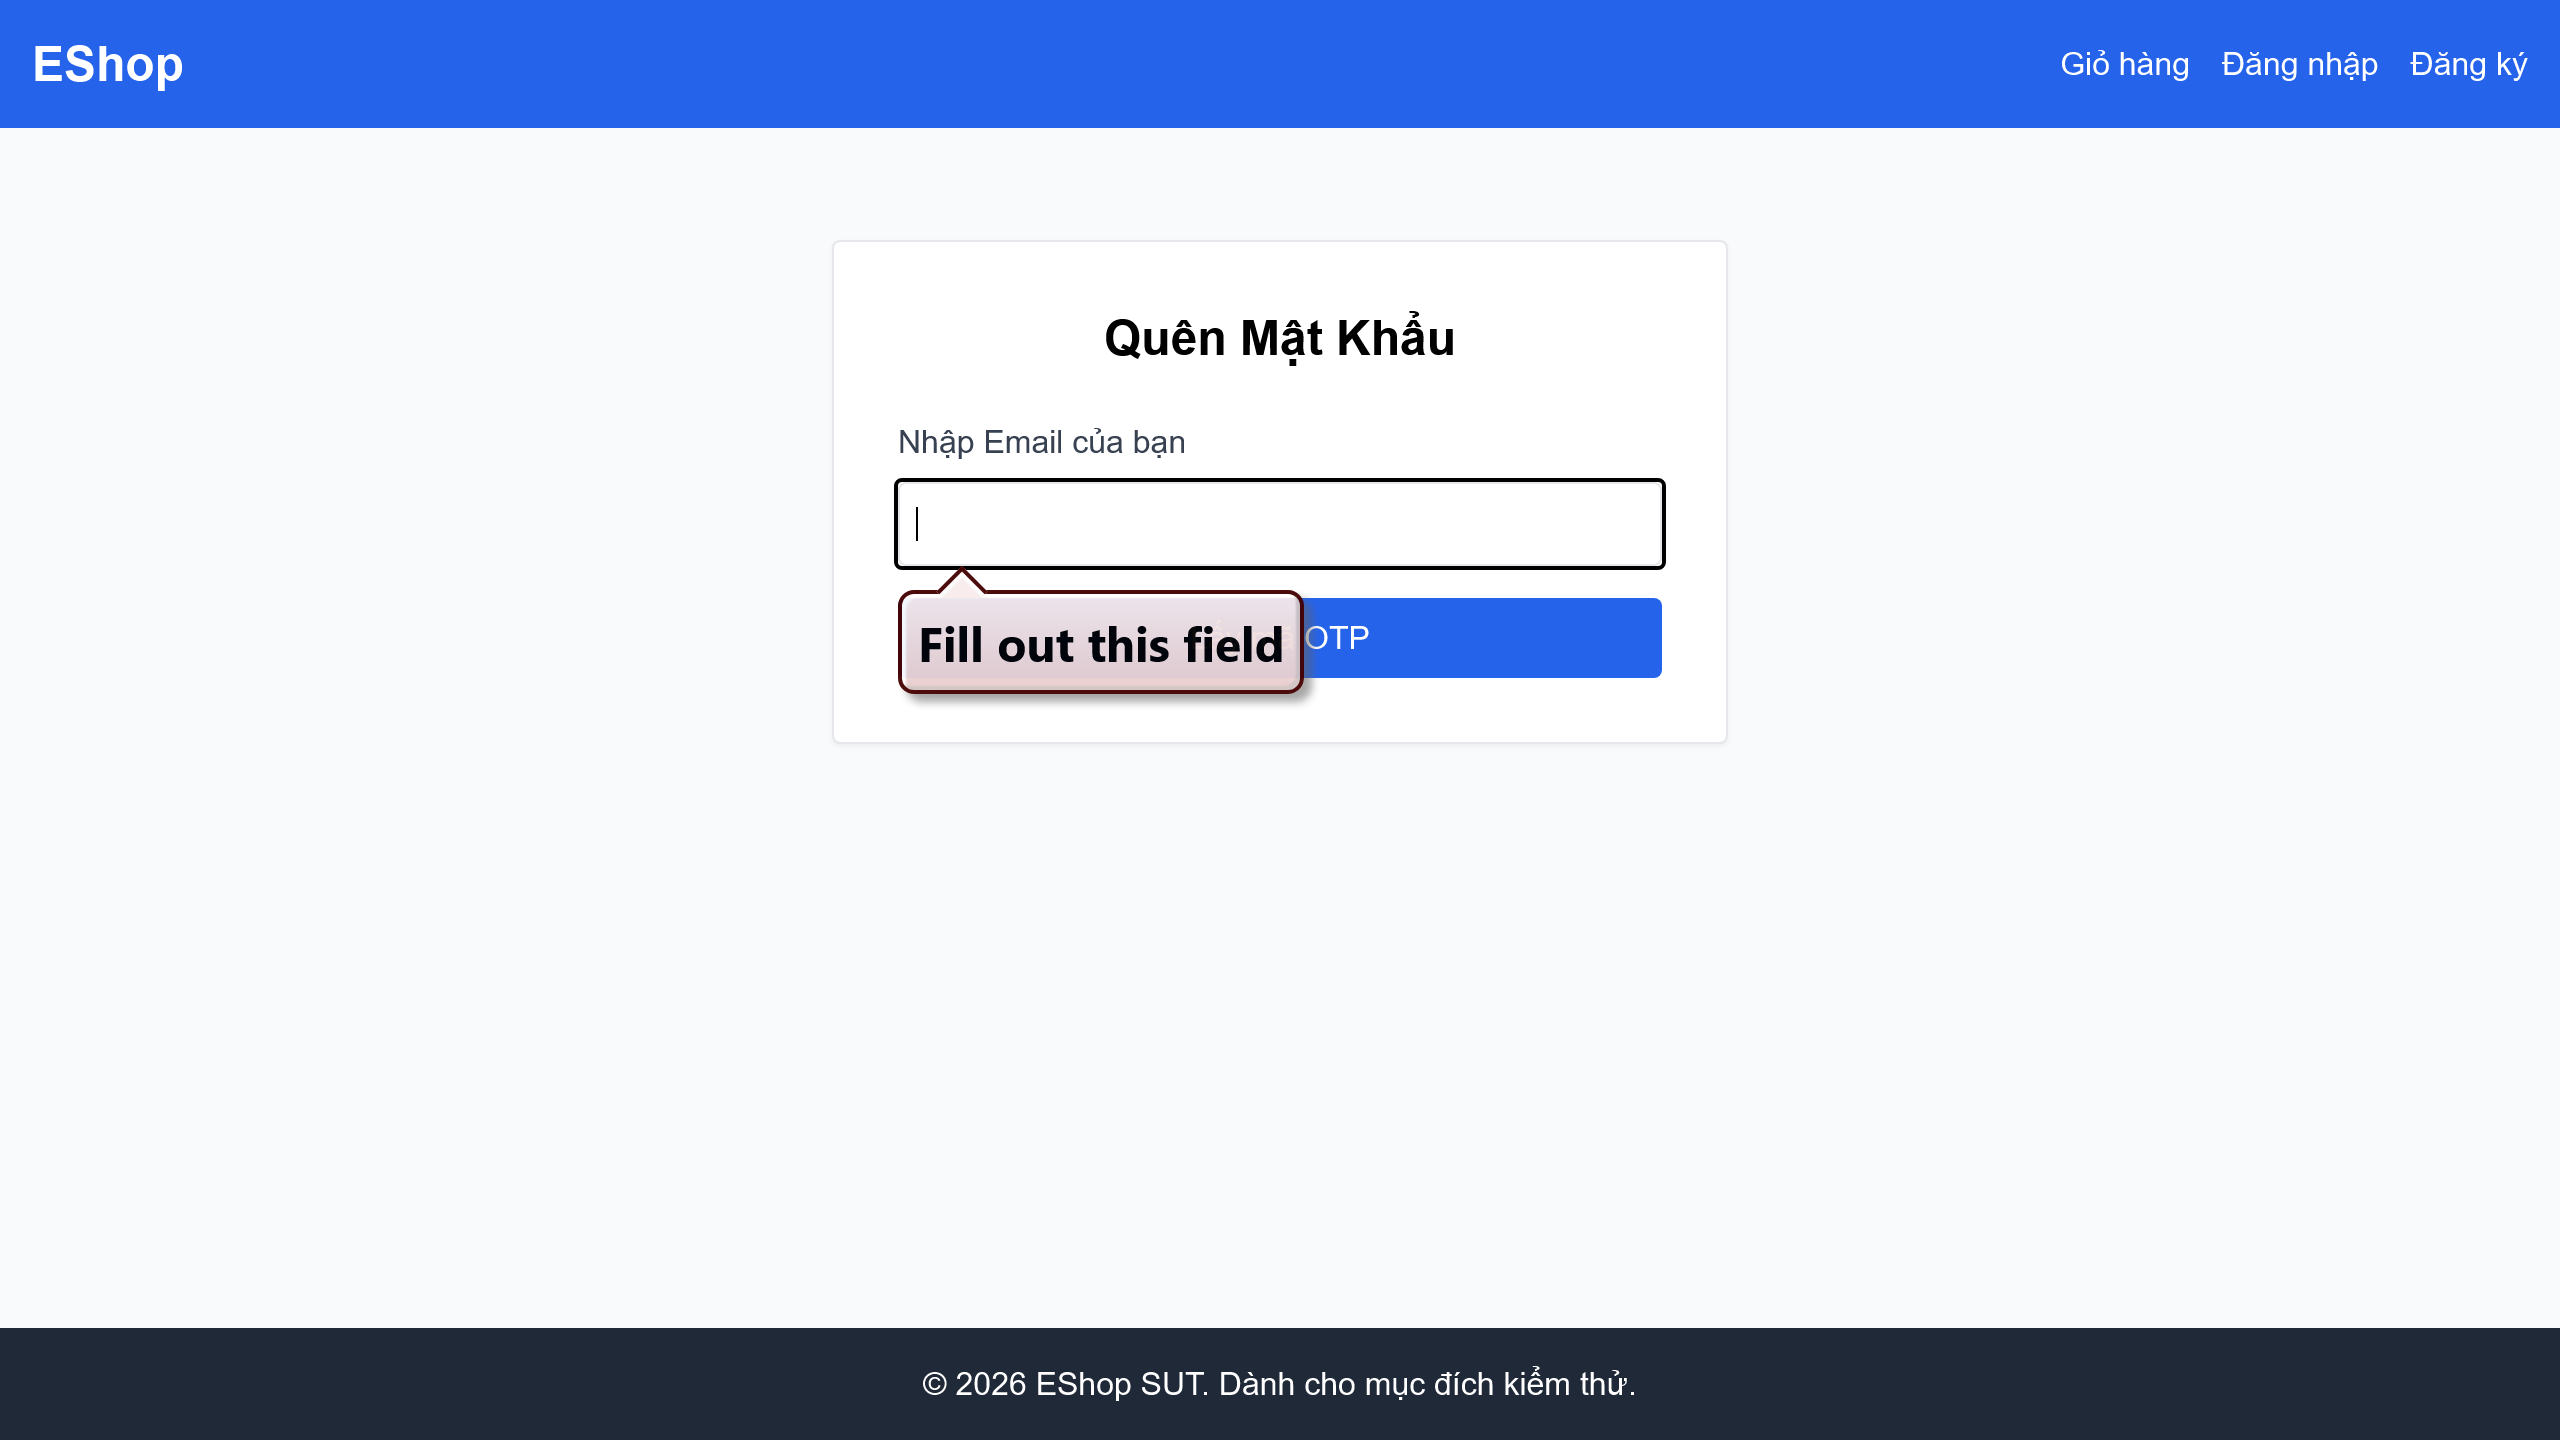 EShop
Giỏ hàng Đăng nhập Đăng ký
Quên Mật Khẩu
Nhập Email của bạn
Fill out this field
OTP
© 2026 EShop SUT. Dành cho mục đích kiểm thử.